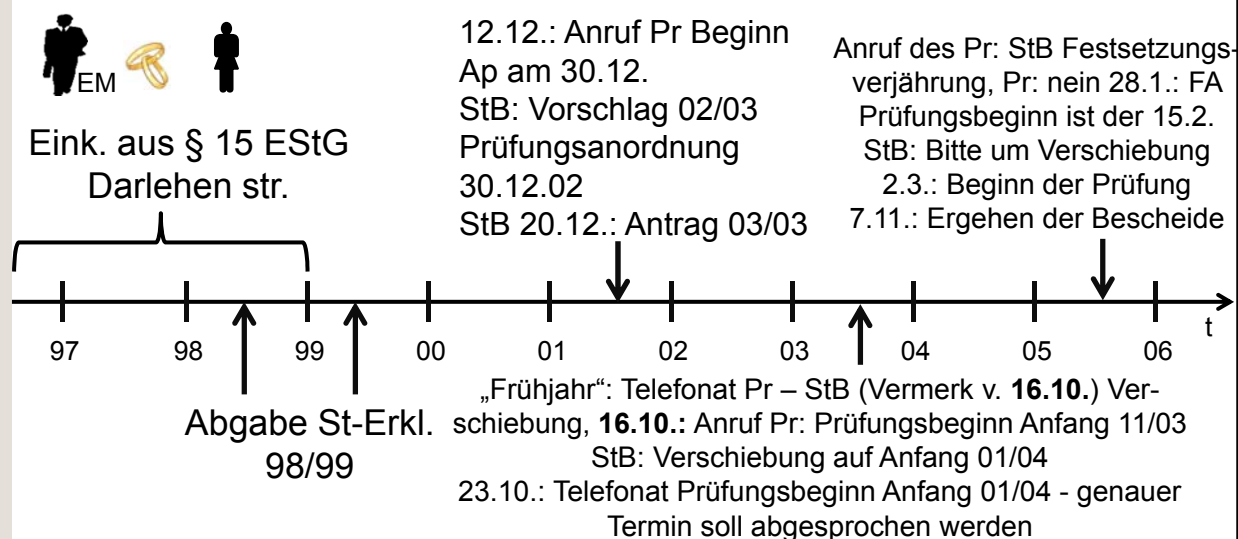 EM
Eink. aus § 15 EStG
Darlehen str.
12.12.: Anruf Pr Beginn
Ap am 30.12.
StB: Vorschlag 02/03
Prüfungsanordnung
30.12.02
StB 20.12.: Antrag 03/03
Anruf des Pr: StB Festsetzungs-
verjährung, Pr: nein 28.1.: FA
Prüfungsbeginn ist der 15.2.
StB: Bitte um Verschiebung
2.3.: Beginn der Prüfung
7.11.: Ergehen der Bescheide
97 98 99 00 01 02 03 04 05 06 t
Abgabe St-Erkl.
98/99
„Frühjahr“: Telefonat Pr – StB (Vermerk v. 16.10.) Ver-
schiebung, 16.10.: Anruf Pr: Prüfungsbeginn Anfang 11/03
StB: Verschiebung auf Anfang 01/04
23.10.: Telefonat Prüfungsbeginn Anfang 01/04 - genauer
Termin soll abgesprochen werden